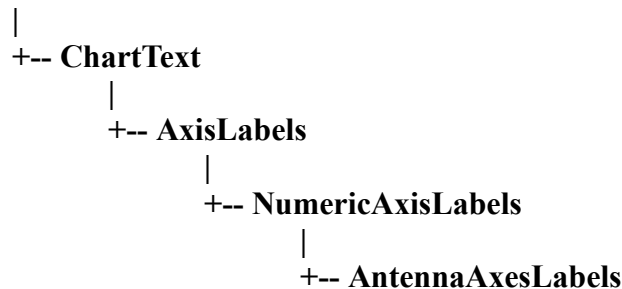 |
+-- ChartText
|
+-- AxisLabels
|
+-- NumericAxisLabels
|
+-- AntennaAxesLabels